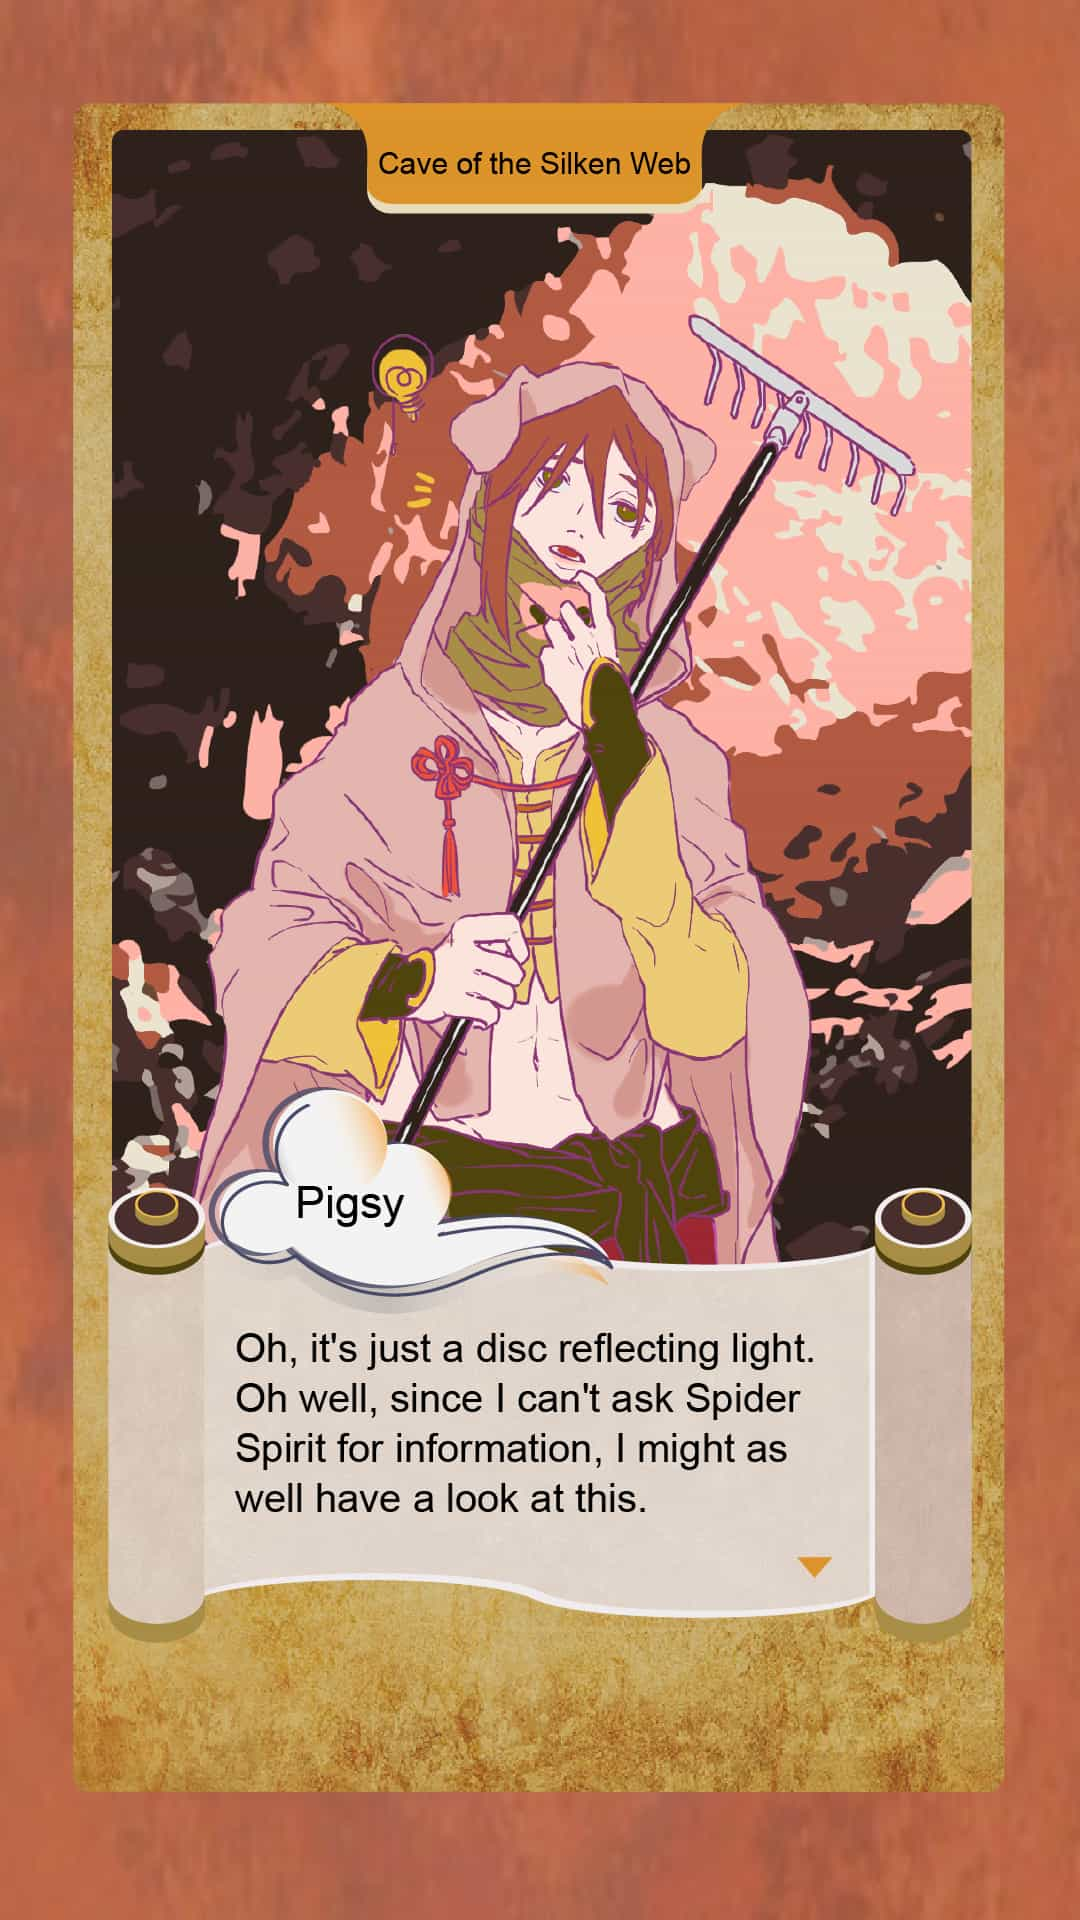 Cave of the Silken Web
Pigsy
Oh, it's just a disc reflecting light.
Oh well, since I can't ask Spider
Spirit for information, I might as
well have a look at this.